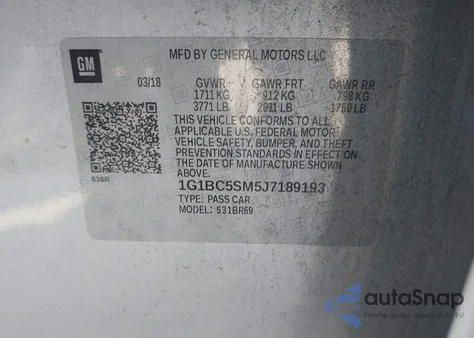 GM
MFD BY GENERAL MOTORS LLC
03/18 GVWR GAWR FRT GAWR RR
1711 KG 912 KG 798 KG
3771 LB 2011 LB 1760 LB
THIS VEHICLE CONFORMS TO ALL
APPLICABLE U.S. FEDERAL MOTOR
VEHICLE SAFETY, BUMPER, AND THEFT
PREVENTION STANDARDS IN EFFECT
ON THE DATE OF MANUFACTURE SHOWN
ABOVE.
636R
1G1BC5SM5J7189193
TYPE: PASS CAR
MODEL: 531BR69
autaSnap